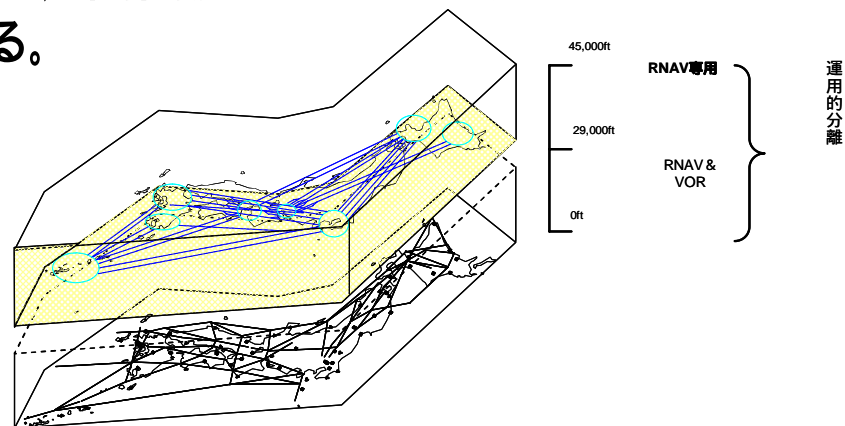 る。
45,000ft
RNAV専用
29,000ft
RNAV &
VOR
0ft
運用的分離